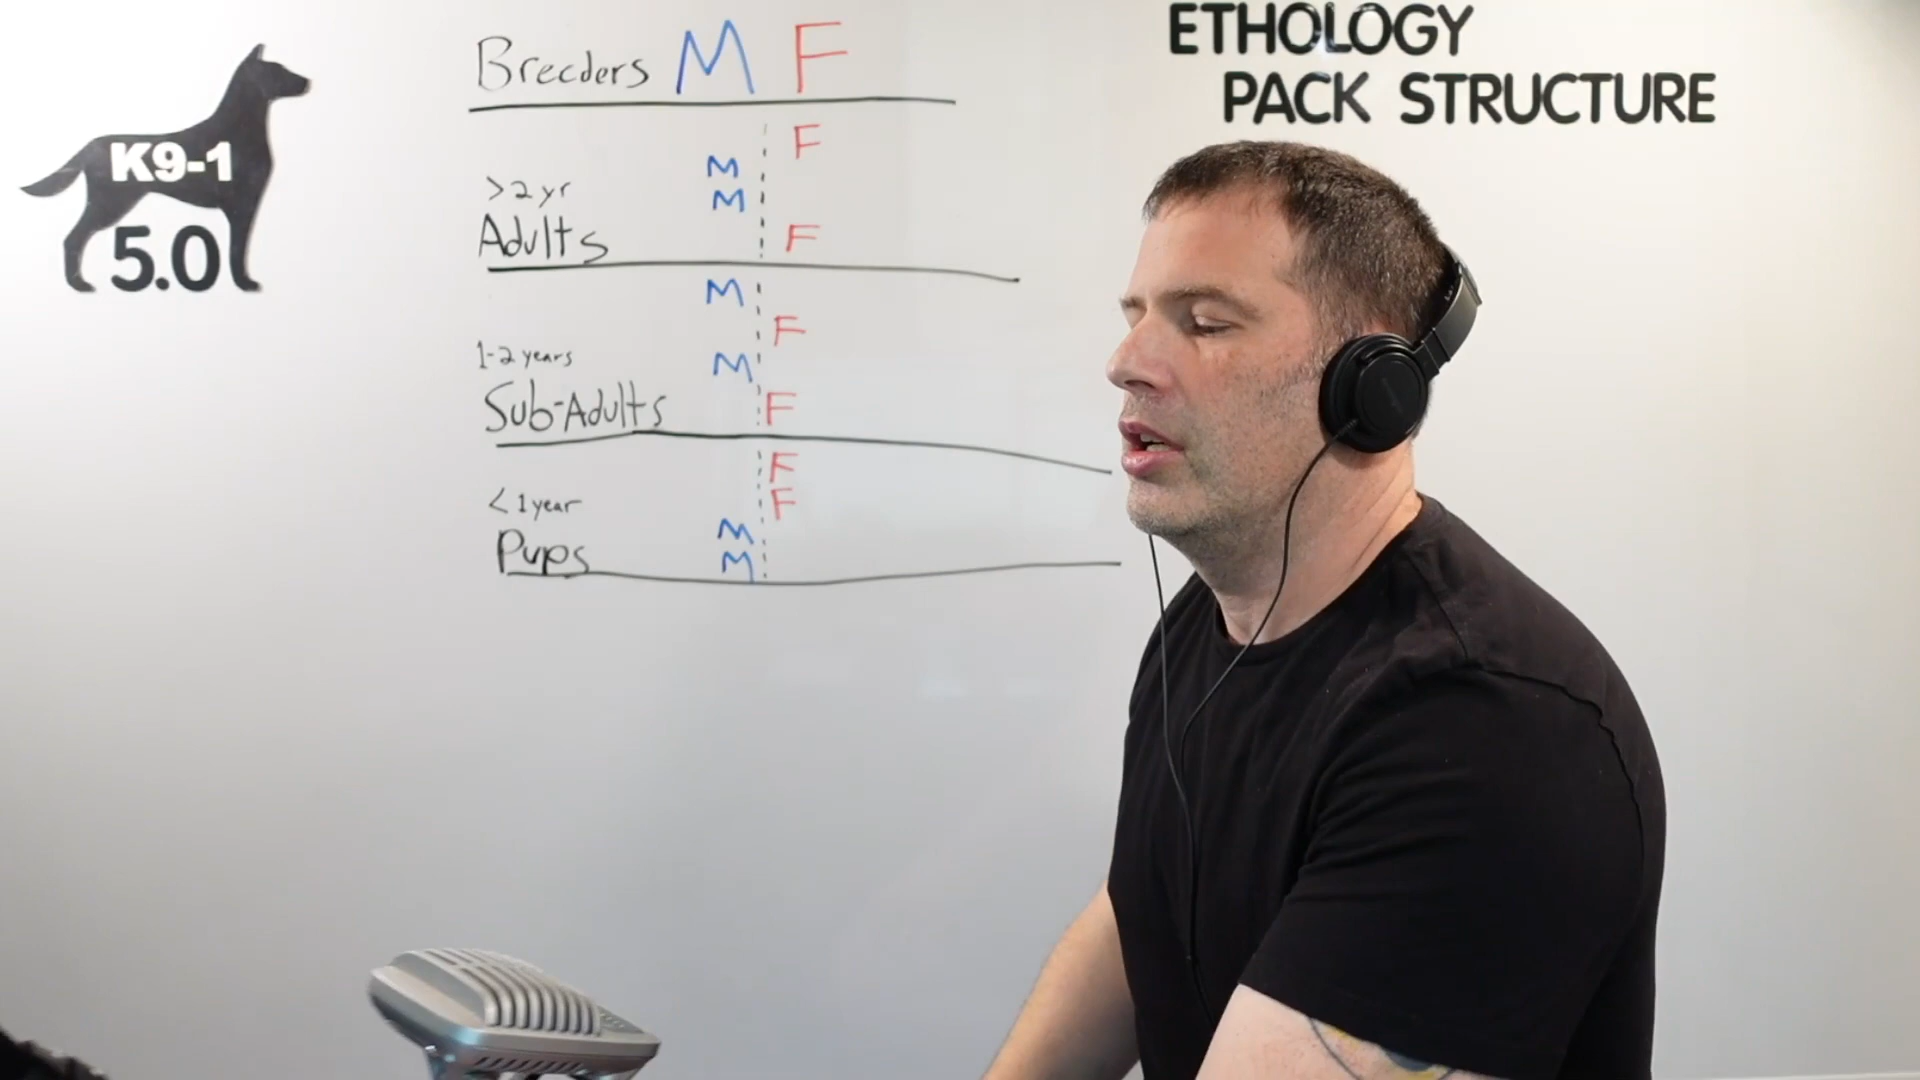 ETHOLOGY
PACK STRUCTURE
K9-1
5.0
Breeders M F
F
M
>2yr
M
Adults
F
M
F
1-2 years
M
Sub-Adults
F
F
<1year
F
M
Pups
M